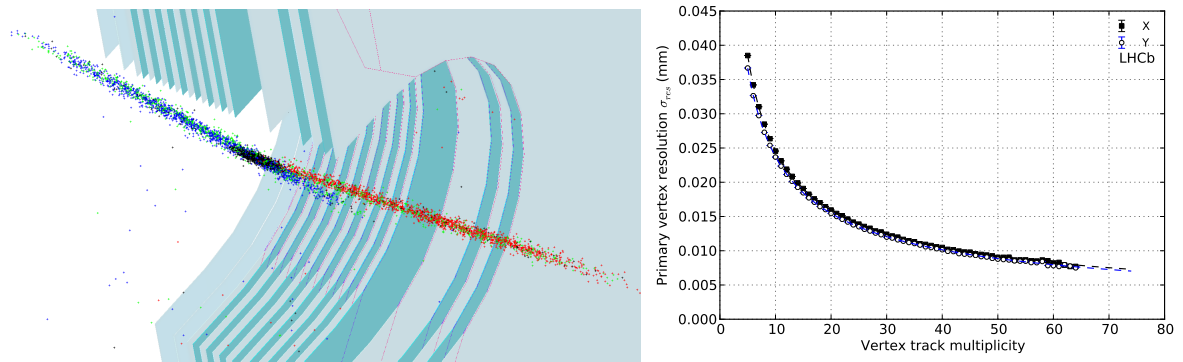 0.045
0.040
0.035
0.030
0.025
0.020
0.015
0.010
0.005
0.000
Primary vertex resolution σres (mm)
X
Y
LHCb
0 10 20 30 40 50 60 70 80
Vertex track multiplicity